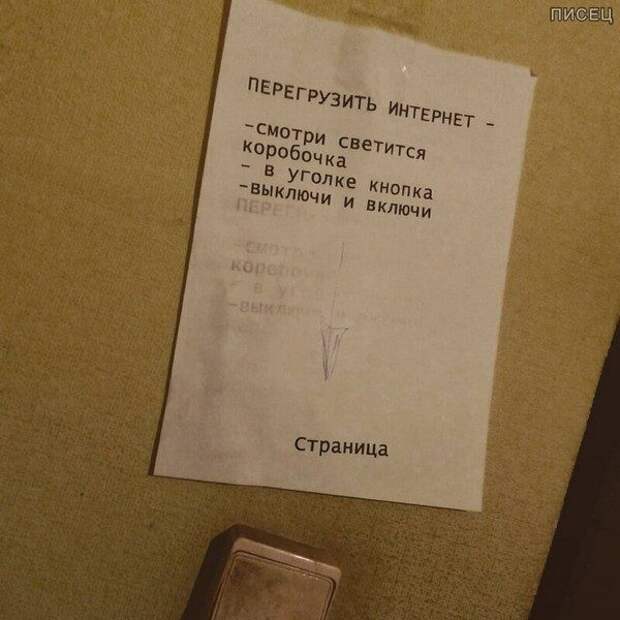 ПИСЕЦ
ПЕРЕГРУЗИТЬ ИНТЕРНЕТ -
-смотри светится
коробочка
- в уголке кнопка
-выключи и включи
Страница